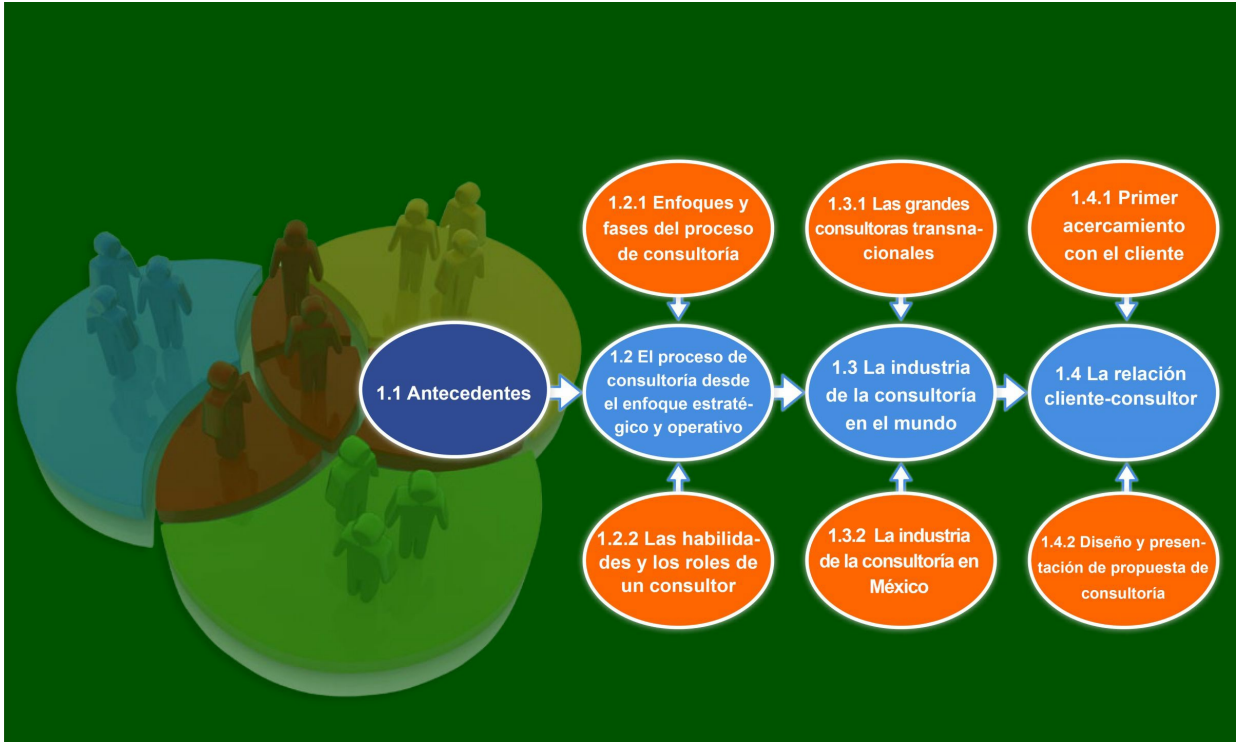 1.2.1 Enfoques y
fases del proceso
de consultoría
1.3.1 Las grandes
consultoras transna-
cionales
1.4.1 Primer
acercamiento
con el cliente
1.1 Antecedentes
1.2 El proceso de
consultoría desde
el enfoque estraté-
gico y operativo
1.3 La industria
de la consultoría
en el mundo
1.4 La relación
cliente-consultor
1.2.2 Las habilida-
des y los roles de
un consultor
1.3.2 La industria
de la consultoría en
México
1.4.2 Diseño y presen-
tación de propuesta de
consultoría